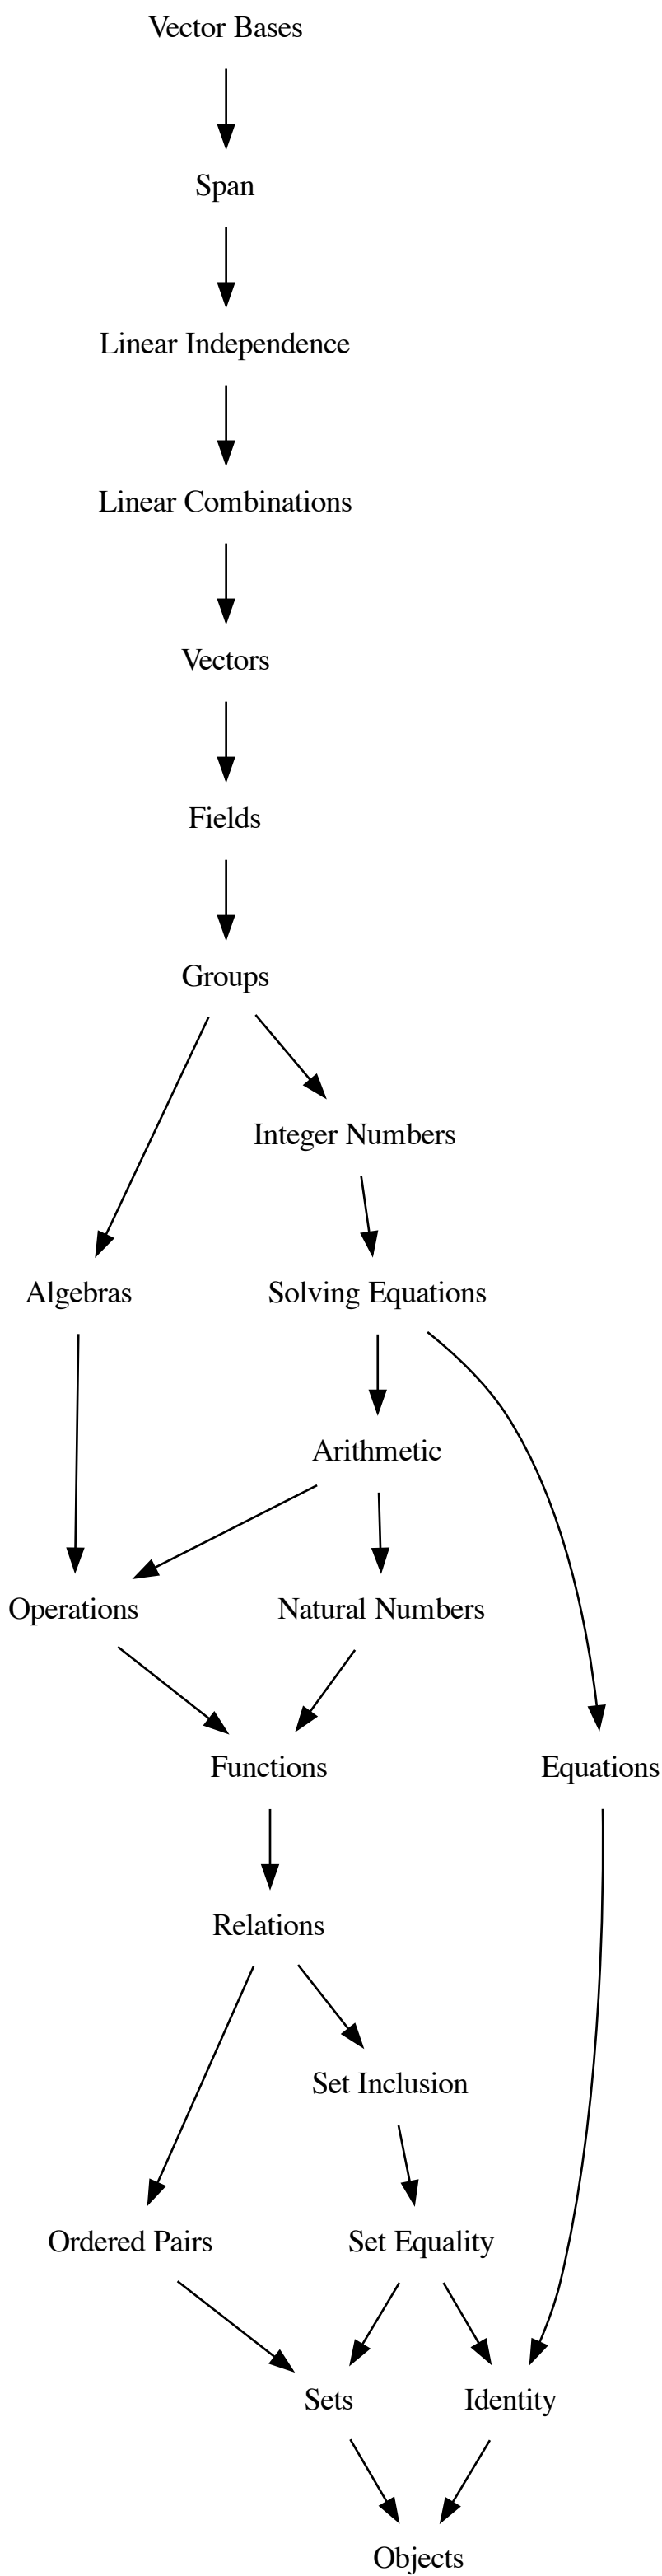 Vector Bases
Span
Linear Independence
Linear Combinations
Vectors
Fields
Groups
Integer Numbers
Algebras
Solving Equations
Arithmetic
Operations
Natural Numbers
Functions
Equations
Relations
Set Inclusion
Ordered Pairs
Set Equality
Sets
Identity
Objects